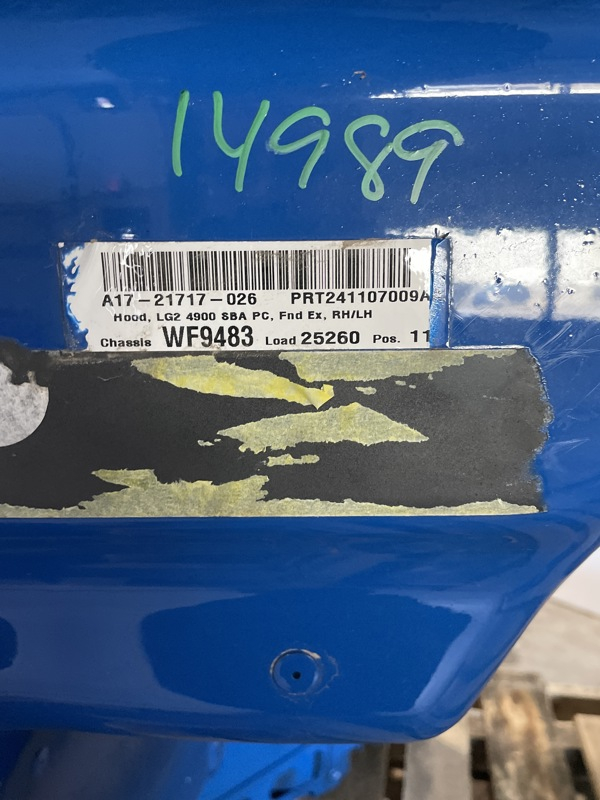 14989
A17-21717-026 PRT241107009A
Hood, LG2 4900 SBA PC, Fnd Ex, RH/LH
Chassis WF9483 Load 25260 Pos. 11